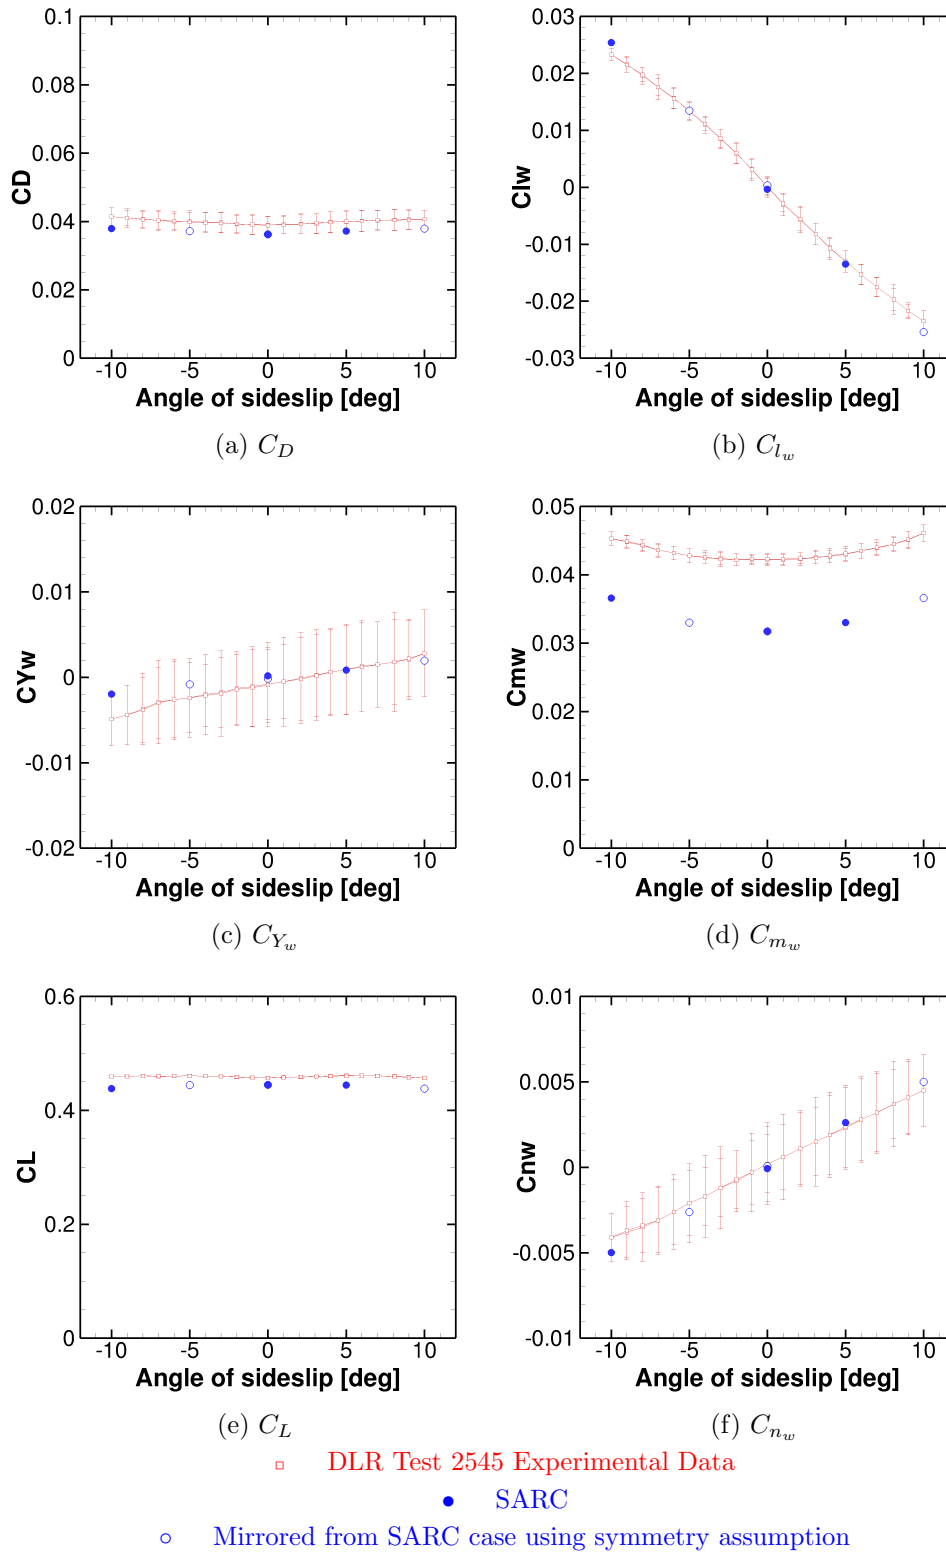 0.1
0.08
0.06
0.04
0.02
0
CD
-10 -5 0 5 10
Angle of sideslip [deg]
(a) C_D
0.03
0.02
0.01
0
-0.01
-0.02
-0.03
Clw
-10 -5 0 5 10
Angle of sideslip [deg]
(b) C_{l_w}
0.02
0.01
0
-0.01
-0.02
CYw
-10 -5 0 5 10
Angle of sideslip [deg]
(c) C_{Y_w}
0.05
0.04
0.03
0.01
0.01
0
Cmw
-10 -5 0 5 10
Angle of sideslip [deg]
(d) C_{m_w}
0.6
0.4
0.2
0
CL
-10 -5 0 5 10
Angle of sideslip [deg]
(e) C_L
0.01
0.005
0
-0.005
-0.01
Cnw
-10 -5 0 5 10
Angle of sideslip [deg]
(f) C_{n_w}
DLR Test 2545 Experimental Data
SARC
Mirrored from SARC case using symmetry assumption